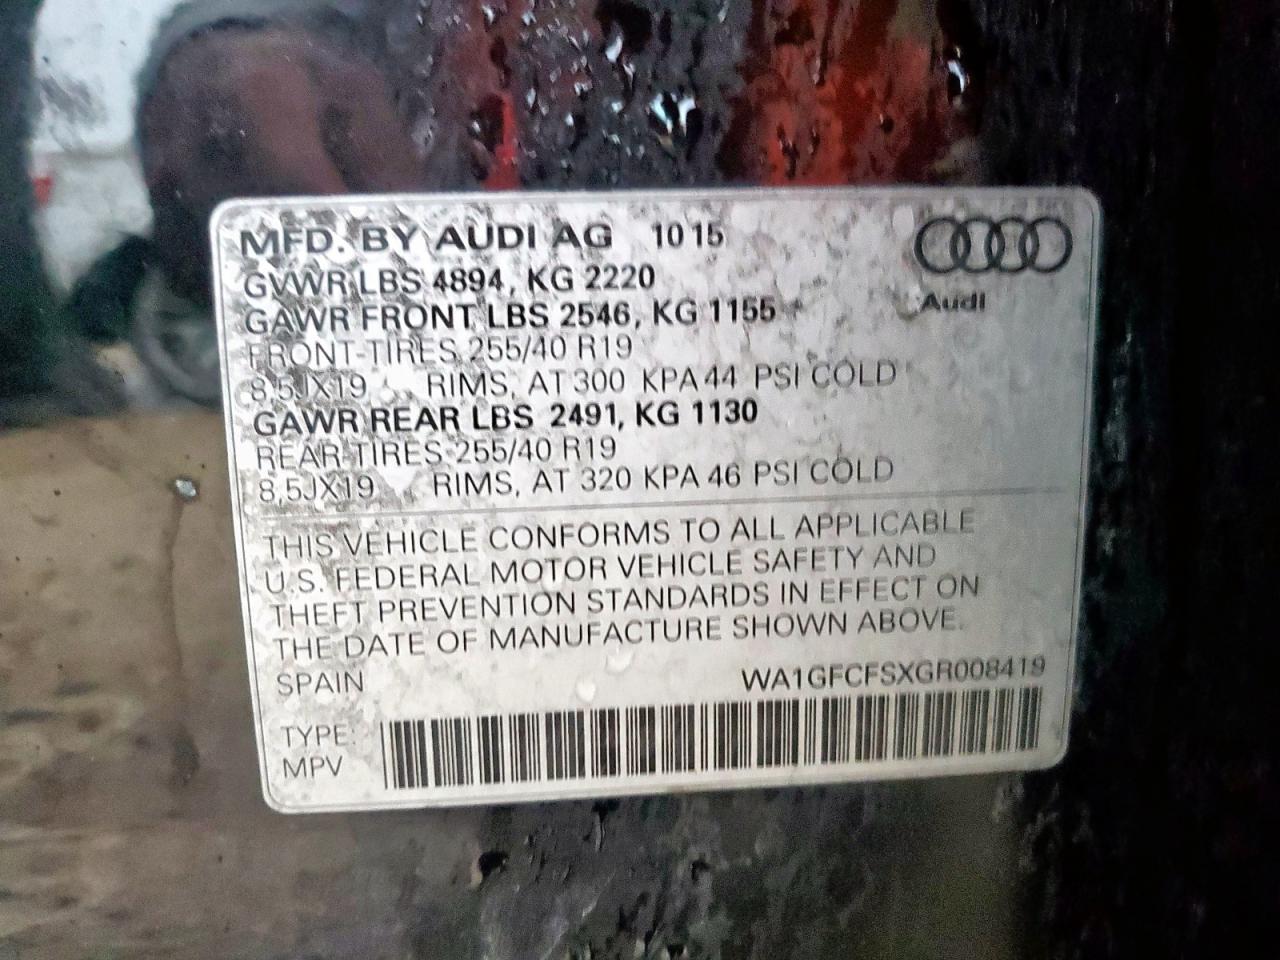 MFD. BY AUDI AG 10 15
GVWR LBS 4894, KG 2220
GAWR FRONT LBS 2546, KG 1155
Audi
FRONT-TIRES 255/40 R19
8,5JX19 RIMS, AT 300 KPA 44 PSI COLD
GAWR REAR LBS 2491, KG 1130
REAR-TIRES 255/40 R19
8,5JX19 RIMS, AT 320 KPA 46 PSI COLD
THIS VEHICLE CONFORMS TO ALL APPLICABLE
U.S. FEDERAL MOTOR VEHICLE SAFETY AND
THEFT PREVENTION STANDARDS IN EFFECT ON
THE DATE OF MANUFACTURE SHOWN ABOVE.
SPAIN WA1GFCFSXGR008419
TYPE:
MPV